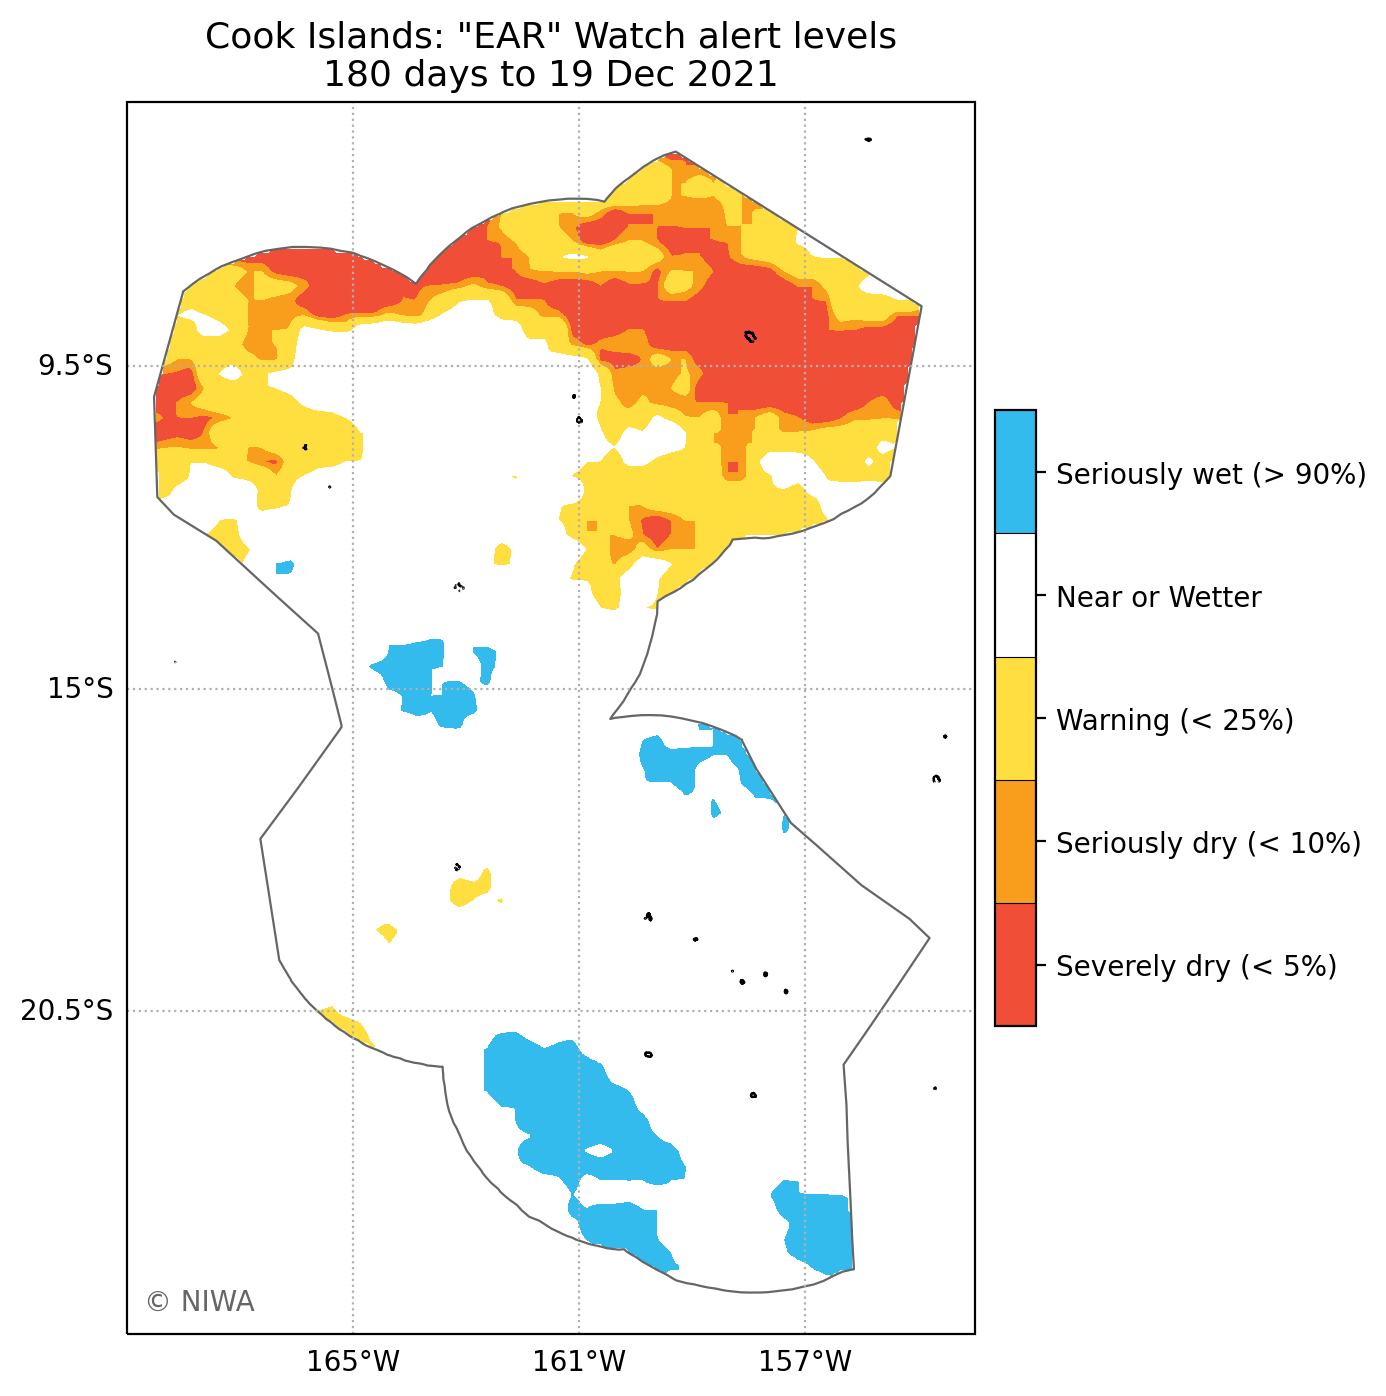 Cook Islands: "EAR" Watch alert levels
180 days to 19 Dec 2021
9.5°S
15°S
20.5°S
165°W
161°W
157°W
Seriously wet (> 90%)
Near or Wetter
Warning (< 25%)
Seriously dry (< 10%)
Severely dry (< 5%)
© NIWA